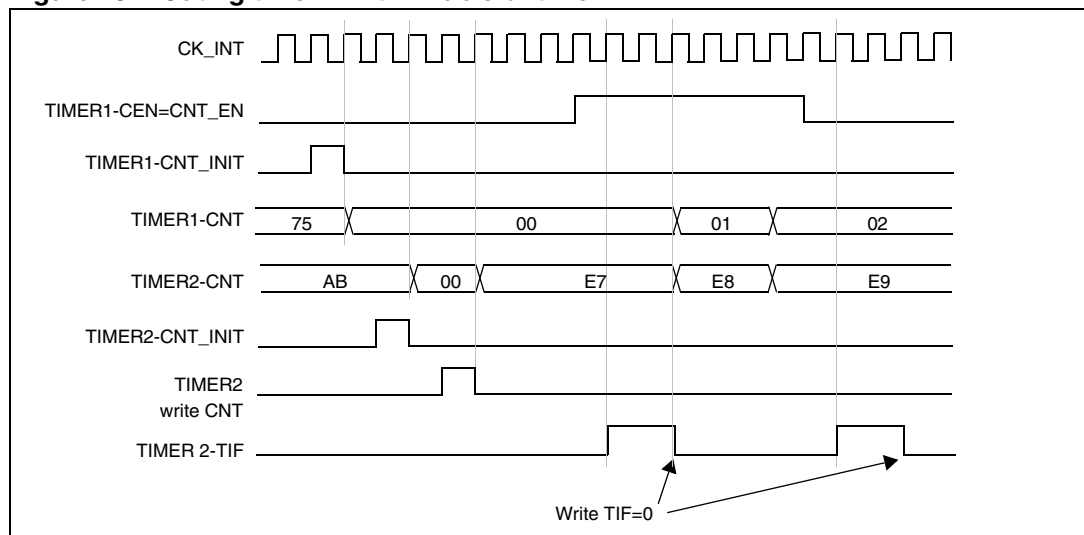 CK_INT
TIMER1-CEN=CNT_EN
TIMER1-CNT_INIT
TIMER1-CNT 75 00 01 02
TIMER2-CNT AB 00 E7 E8 E9
TIMER2-CNT_INIT
TIMER2
write CNT
TIMER 2-TIF
Write TIF=0